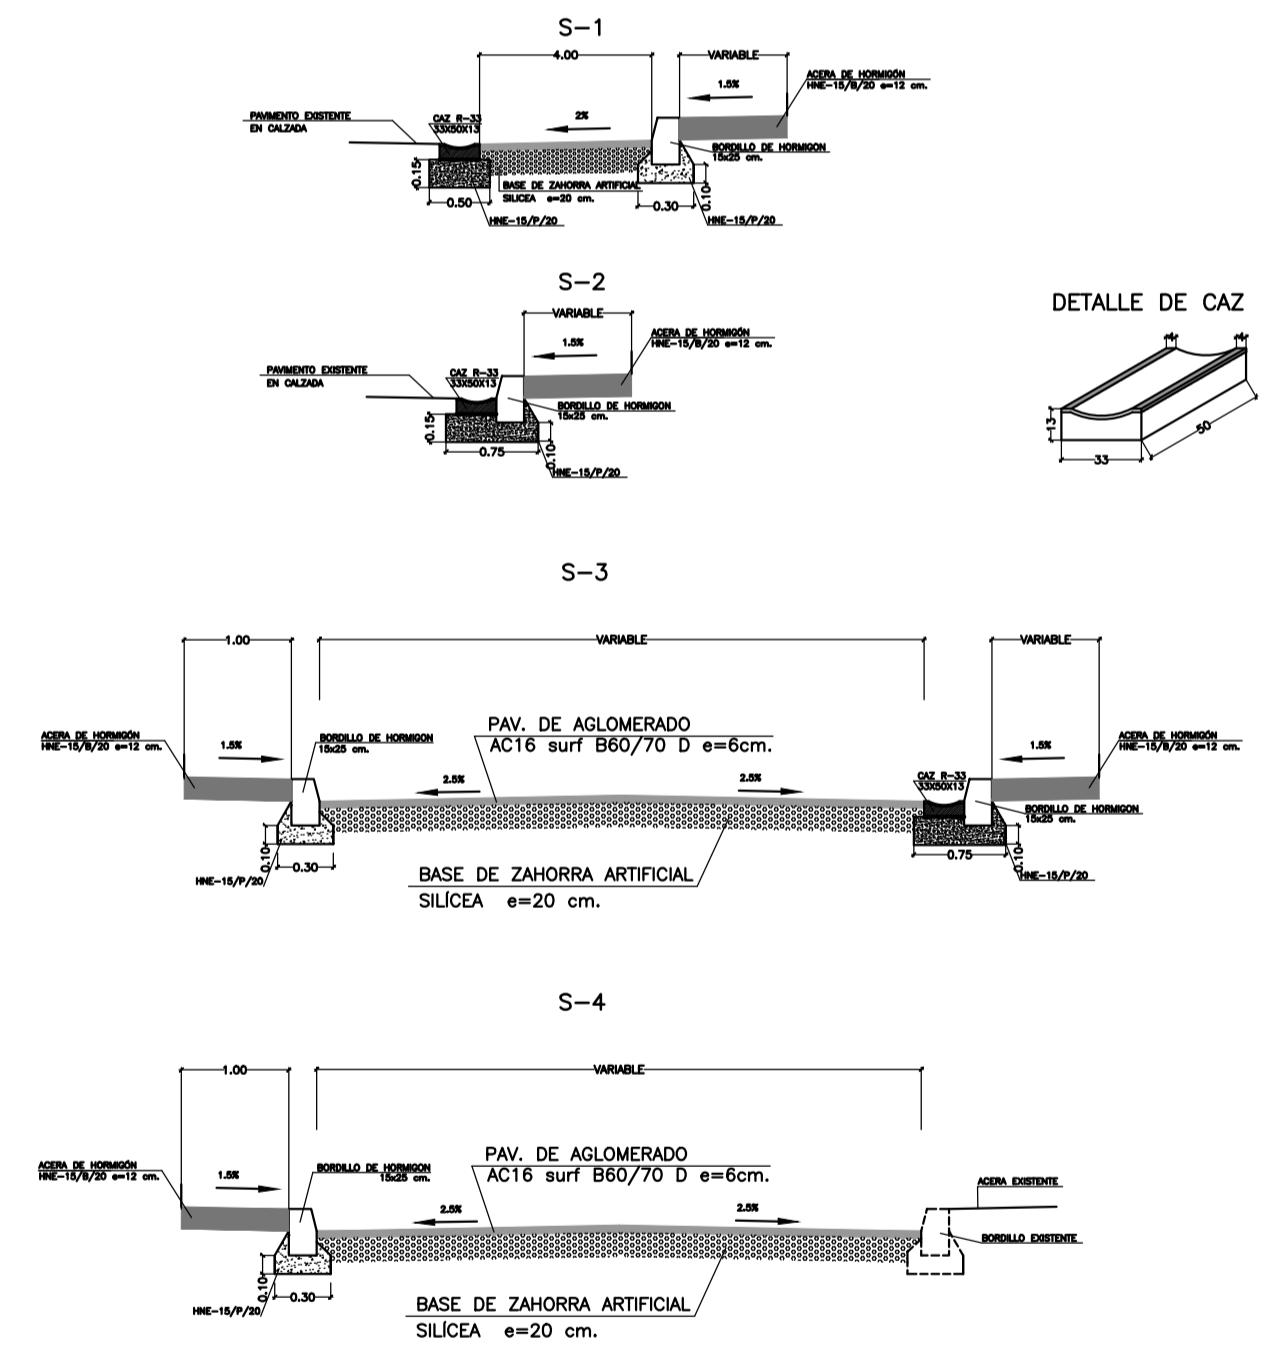 S-1
4.00
VARIABLE
ACERA DE HORMIGÓN
HNE-15/B/20 e=12 cm.
1.5%
PAVIMENTO EXISTENTE
EN CALZADA
CAZ R-33
33X50X13
2%
BORDILLO DE HORMIGON
15x25 cm.
0.15
BASE DE ZAHORRA ARTIFICIAL
SILICEA e=20 cm.
0.10
0.50
0.30
HNE-15/P/20
HNE-15/P/20
S-2
VARIABLE
ACERA DE HORMIGÓN
HNE-15/B/20 e=12 cm.
1.5%
PAVIMENTO EXISTENTE
EN CALZADA
CAZ R-33
33X50X13
BORDILLO DE HORMIGON
15x25 cm.
0.15
0.75
0.10
HNE-15/P/20
DETALLE DE CAZ
4
4
13
50
33
S-3
1.00
VARIABLE
VARIABLE
ACERA DE HORMIGÓN
HNE-15/B/20 e=12 cm.
1.5%
BORDILLO DE HORMIGON
15x25 cm.
PAV. DE AGLOMERADO
AC16 surf B60/70 D e=6cm.
2.5%
2.5%
CAZ R-33
33X50X13
1.5%
ACERA DE HORMIGÓN
HNE-15/B/20 e=12 cm.
BORDILLO DE HORMIGON
15x25 cm.
0.10
0.30
HNE-15/P/20
BASE DE ZAHORRA ARTIFICIAL
SILÍCEA e=20 cm.
0.75
0.10
HNE-15/P/20
S-4
1.00
VARIABLE
ACERA DE HORMIGÓN
HNE-15/B/20 e=12 cm.
1.5%
BORDILLO DE HORMIGON
15x25 cm.
PAV. DE AGLOMERADO
AC16 surf B60/70 D e=6cm.
2.5%
2.5%
ACERA EXISTENTE
BORDILLO EXISTENTE
0.10
0.30
HNE-15/P/20
BASE DE ZAHORRA ARTIFICIAL
SILÍCEA e=20 cm.